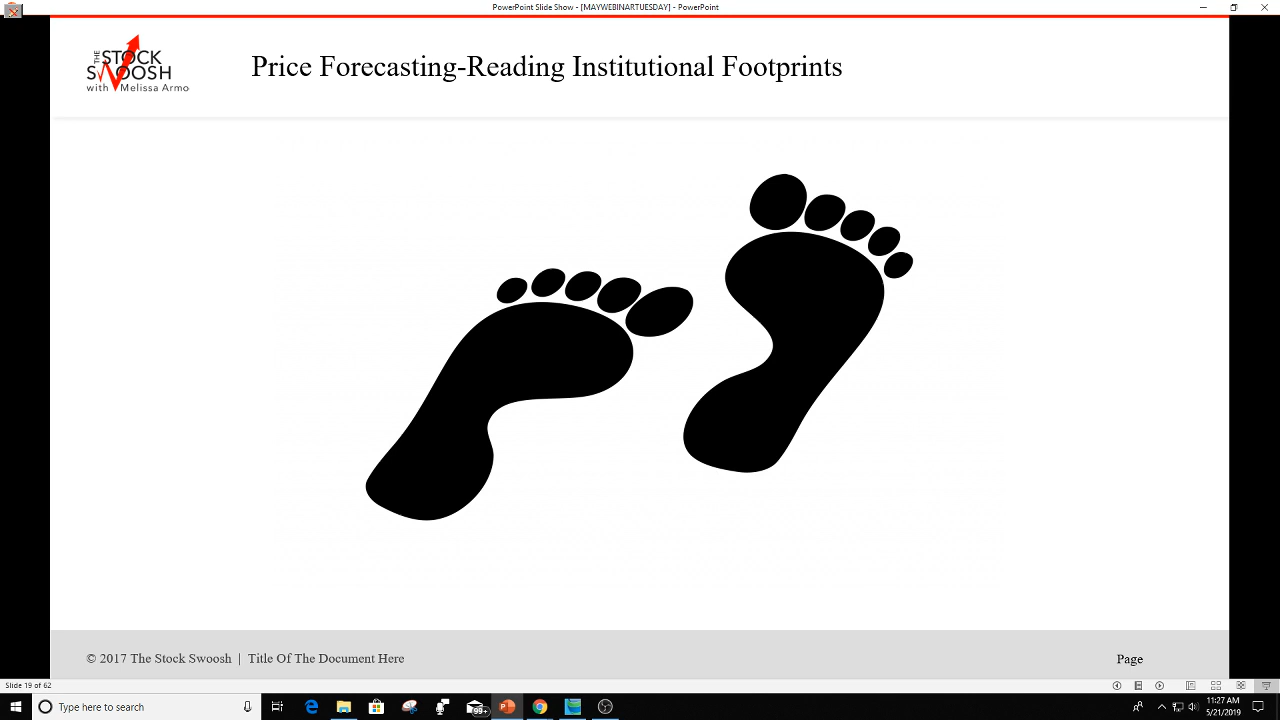 PowerPoint Slide Show - [MAYWEBINARTUESDAY] - PowerPoint
THE STOCK
SWOOSH
with Melissa Armo
Price Forecasting-Reading Institutional Footprints
© 2017 The Stock Swoosh | Title Of The Document Here
Page
Slide 19 of 62
Type here to search
99+
11:27 AM
5/21/2019